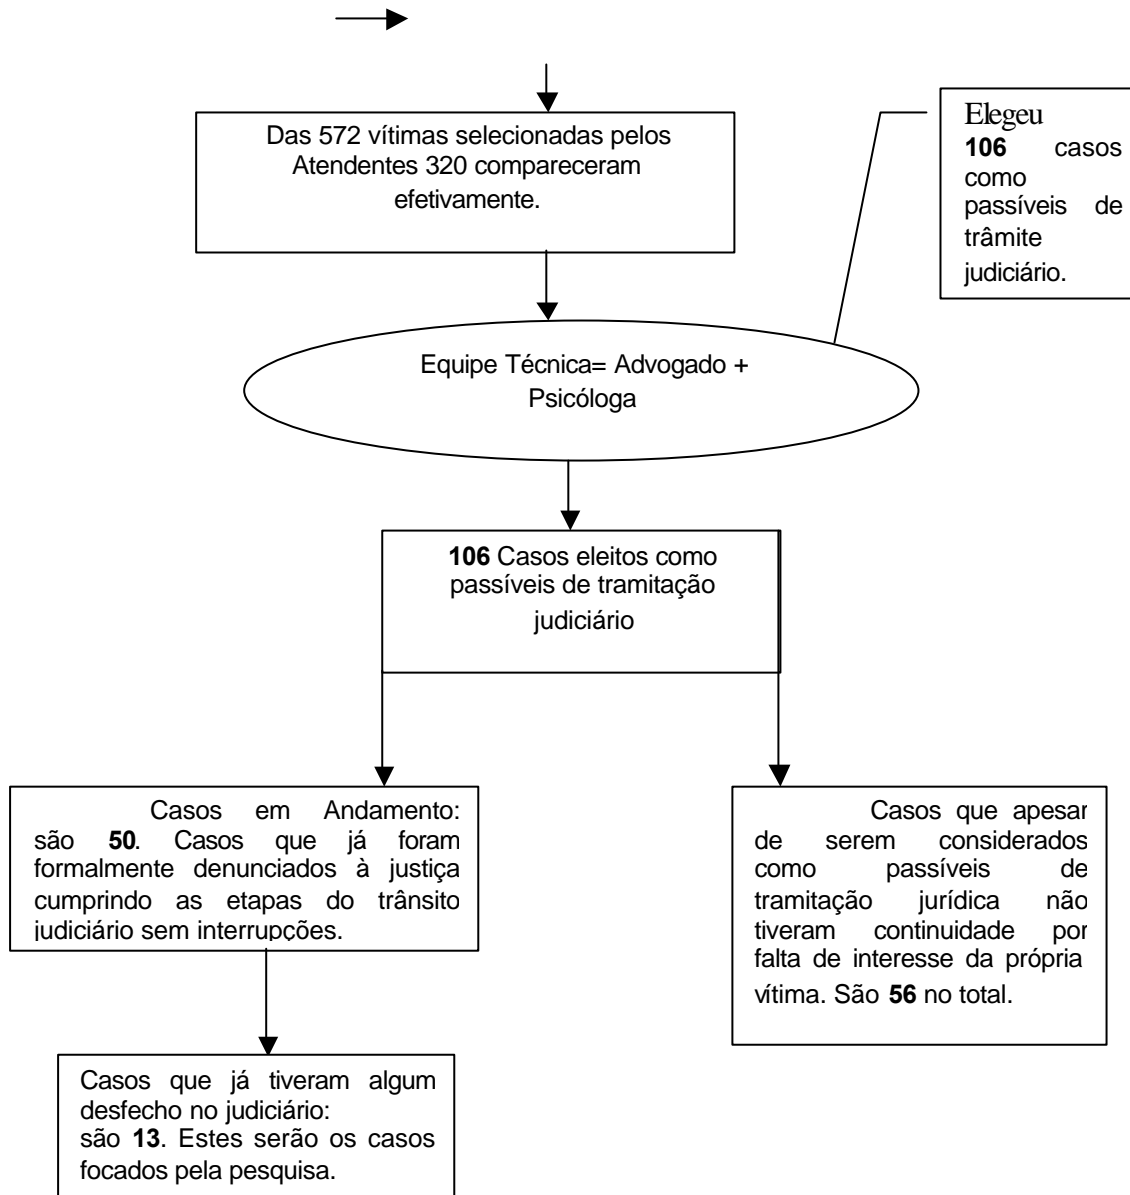 Das 572 vítimas selecionadas pelos
Atendentes 320 compareceram
efetivamente.
Elegeu
106 casos
como
passíveis de
trâmite
judiciário.
Equipe Técnica= Advogado +
Psicóloga
106 Casos eleitos como
passíveis de tramitação
judiciário
Casos em Andamento:
são 50. Casos que já foram
formalmente denunciados à justiça
cumprindo as etapas do trânsito
judiciário sem interrupções.
Casos que apesar
de serem considerados
como passíveis de
tramitação jurídica não
tiveram continuidade por
falta de interesse da própria
vítima. São 56 no total.
Casos que já tiveram algum
desfecho no judiciário:
são 13. Estes serão os casos
focados pela pesquisa.